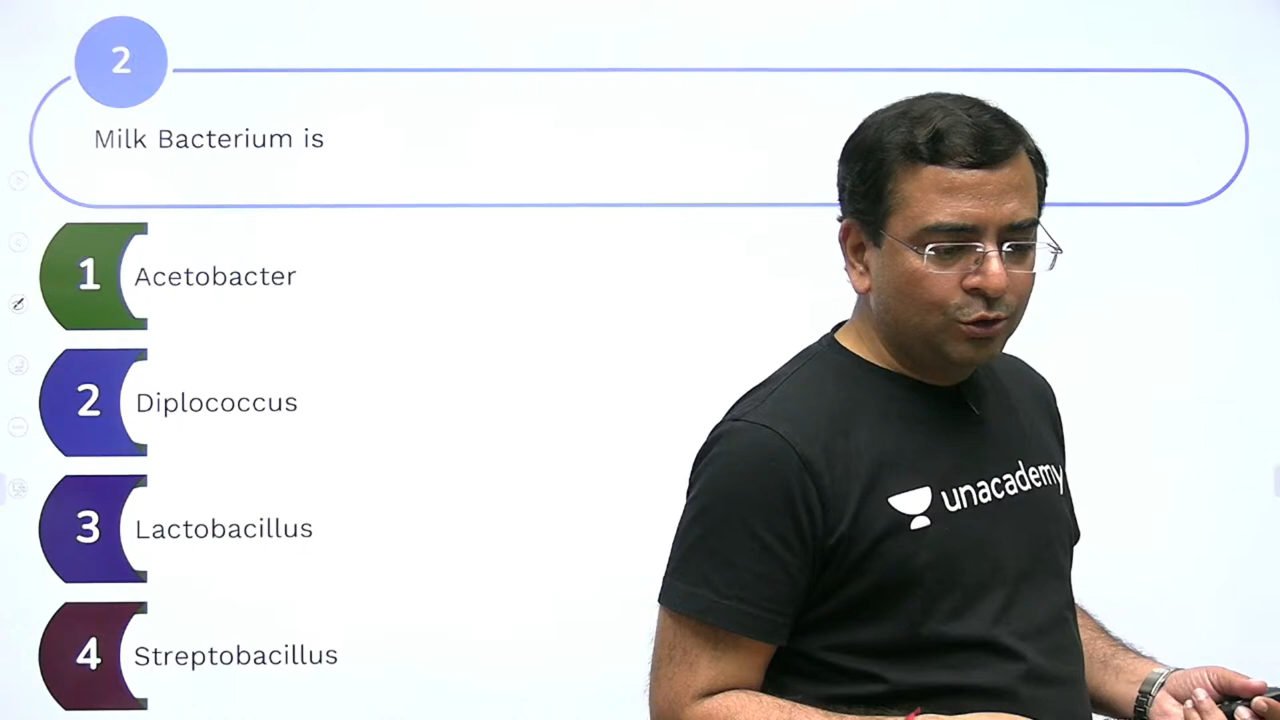 2
Milk Bacterium is
1
Acetobacter
2
Diplococcus
3
Lactobacillus
4
Streptobacillus
unacademy